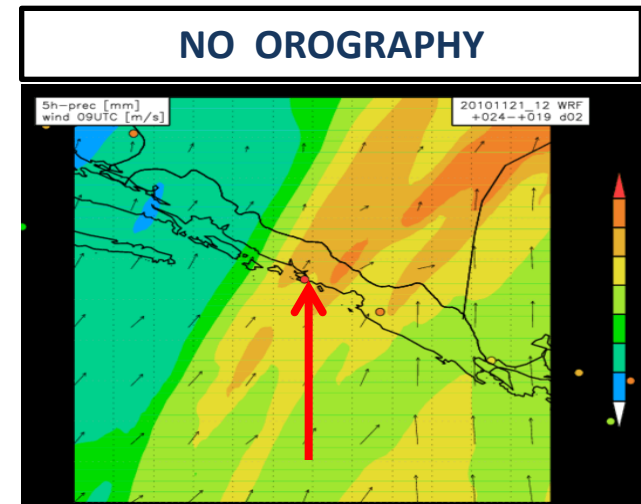 NO OROGRAPHY
5h-prec [mm]
wind 09UTC [m/s]
20101121_12 WRF
+024-+019 d02